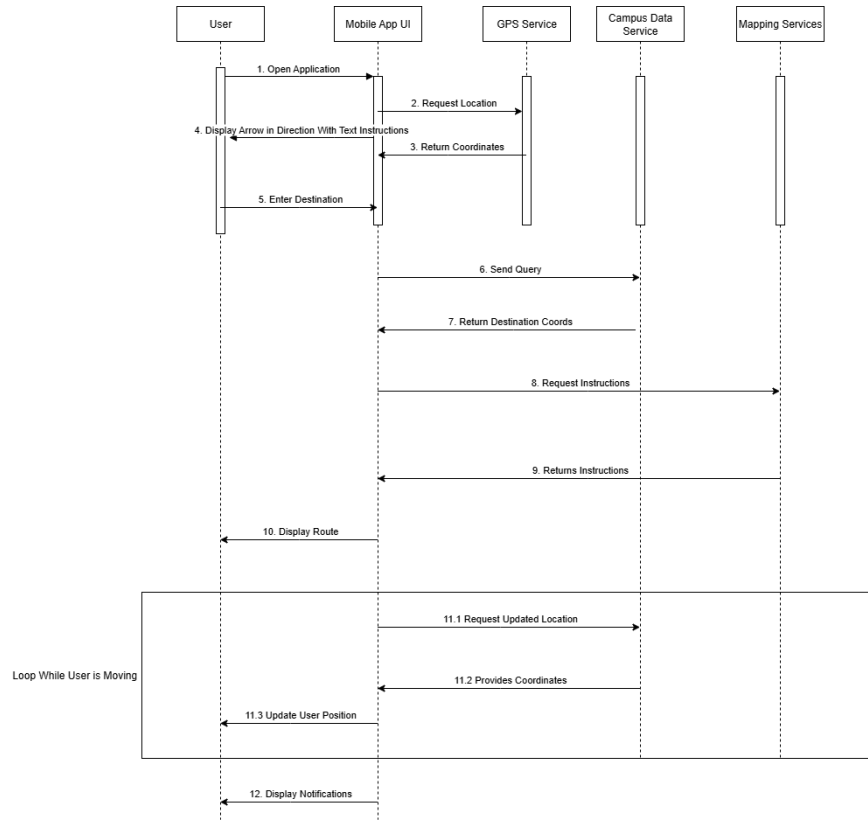 User
Mobile App UI
GPS Service
Campus Data
Service
Mapping Services
1. Open Application
2. Request Location
4. Display Arrow in Direction With Text Instructions
3. Return Coordinates
5. Enter Destination
6. Send Query
7. Return Destination Coords
8. Request Instructions
9. Returns Instructions
10. Display Route
11.1 Request Updated Location
Loop While User is Moving
11.2 Provides Coordinates
11.3 Update User Position
12. Display Notifications